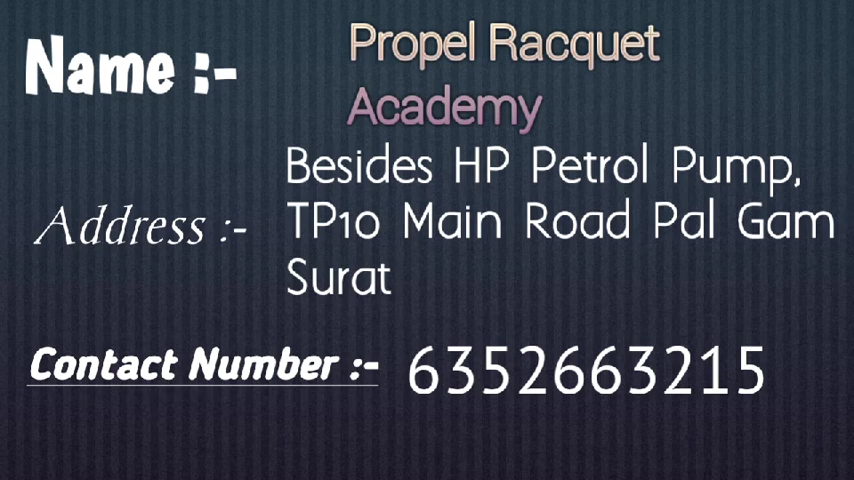 Name :- Propel Racquet
Academy
Address :- Besides HP Petrol Pump,
TP10 Main Road Pal Gam
Surat
Contact Number :- 6352663215